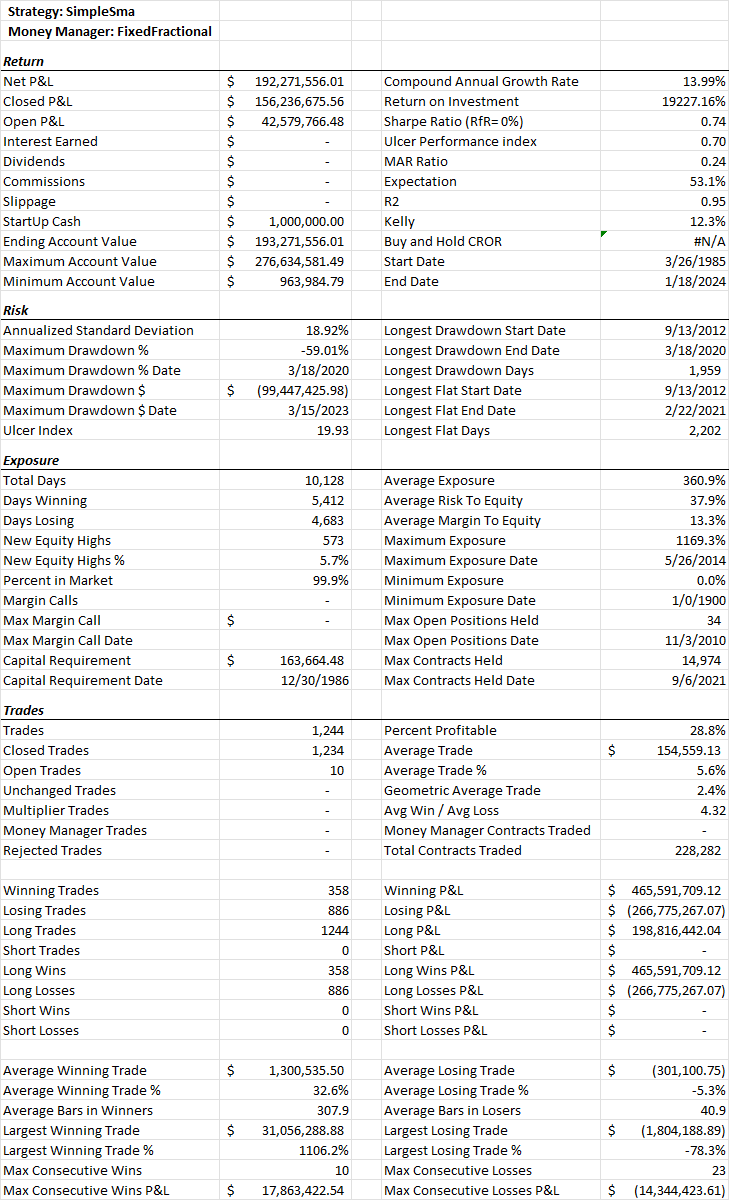 Strategy: SimpleSma
Money Manager: FixedFractional
Return
Net P&L $ 192,271,556.01 Compound Annual Growth Rate 13.99%
Closed P&L $ 156,236,675.56 Return on Investment 19227.16%
Open P&L $ 42,579,766.48 Sharpe Ratio (RfR= 0%) 0.74
Interest Earned $ - Ulcer Performance index 0.70
Dividends $ - MAR Ratio 0.24
Commissions $ - Expectation 53.1%
Slippage $ - R2 0.95
StartUp Cash $ 1,000,000.00 Kelly 12.3%
Ending Account Value $ 193,271,556.01 Buy and Hold CROR #N/A
Maximum Account Value $ 276,634,581.49 Start Date 3/26/1985
Minimum Account Value $ 963,984.79 End Date 1/18/2024
Risk
Annualized Standard Deviation 18.92% Longest Drawdown Start Date 9/13/2012
Maximum Drawdown % -59.01% Longest Drawdown End Date 3/18/2020
Maximum Drawdown % Date 3/18/2020 Longest Drawdown Days 1,959
Maximum Drawdown $ $ (99,447,425.98) Longest Flat Start Date 9/13/2012
Maximum Drawdown $ Date 3/15/2023 Longest Flat End Date 2/22/2021
Ulcer Index 19.93 Longest Flat Days 2,202
Exposure
Total Days 10,128 Average Exposure 360.9%
Days Winning 5,412 Average Risk To Equity 37.9%
Days Losing 4,683 Average Margin To Equity 13.3%
New Equity Highs 573 Maximum Exposure 1169.3%
New Equity Highs % 5.7% Maximum Exposure Date 5/26/2014
Percent in Market 99.9% Minimum Exposure 0.0%
Margin Calls - Minimum Exposure Date 1/0/1900
Max Margin Call $ - Max Open Positions Held 34
Max Margin Call Date Max Open Positions Date 11/3/2010
Capital Requirement $ 163,664.48 Max Contracts Held 14,974
Capital Requirement Date 12/30/1986 Max Contracts Held Date 9/6/2021
Trades
Trades 1,244 Percent Profitable 28.8%
Closed Trades 1,234 Average Trade $ 154,559.13
Open Trades 10 Average Trade % 5.6%
Unchanged Trades - Geometric Average Trade 2.4%
Multiplier Trades - Avg Win / Avg Loss 4.32
Money Manager Trades - Money Manager Contracts Traded -
Rejected Trades - Total Contracts Traded 228,282
Winning Trades 358 Winning P&L $ 465,591,709.12
Losing Trades 886 Losing P&L $ (266,775,267.07)
Long Trades 1244 Long P&L $ 198,816,442.04
Short Trades 0 Short P&L $ -
Long Wins 358 Long Wins P&L $ 465,591,709.12
Long Losses 886 Long Losses P&L $ (266,775,267.07)
Short Wins 0 Short Wins P&L $ -
Short Losses 0 Short Losses P&L $ -
Average Winning Trade $ 1,300,535.50 Average Losing Trade $ (301,100.75)
Average Winning Trade % 32.6% Average Losing Trade % -5.3%
Average Bars in Winners 307.9 Average Bars in Losers 40.9
Largest Winning Trade $ 31,056,288.88 Largest Losing Trade $ (1,804,188.89)
Largest Winning Trade % 1106.2% Largest Losing Trade % -78.3%
Max Consecutive Wins 10 Max Consecutive Losses 23
Max Consecutive Wins P&L $ 17,863,422.54 Max Consecutive Losses P&L $ (14,344,423.61)